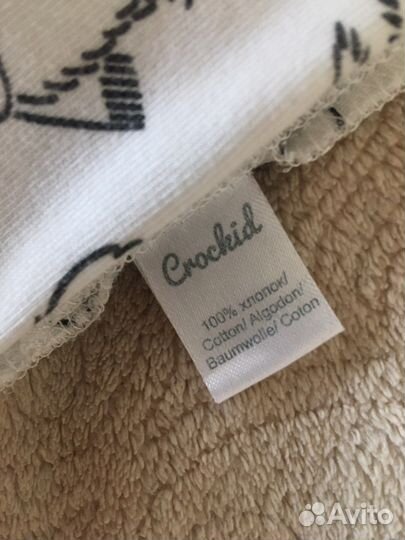 Crockid
100% хлопок/
Cotton/ Algodon/
Baumwolle/ Coton
Avito